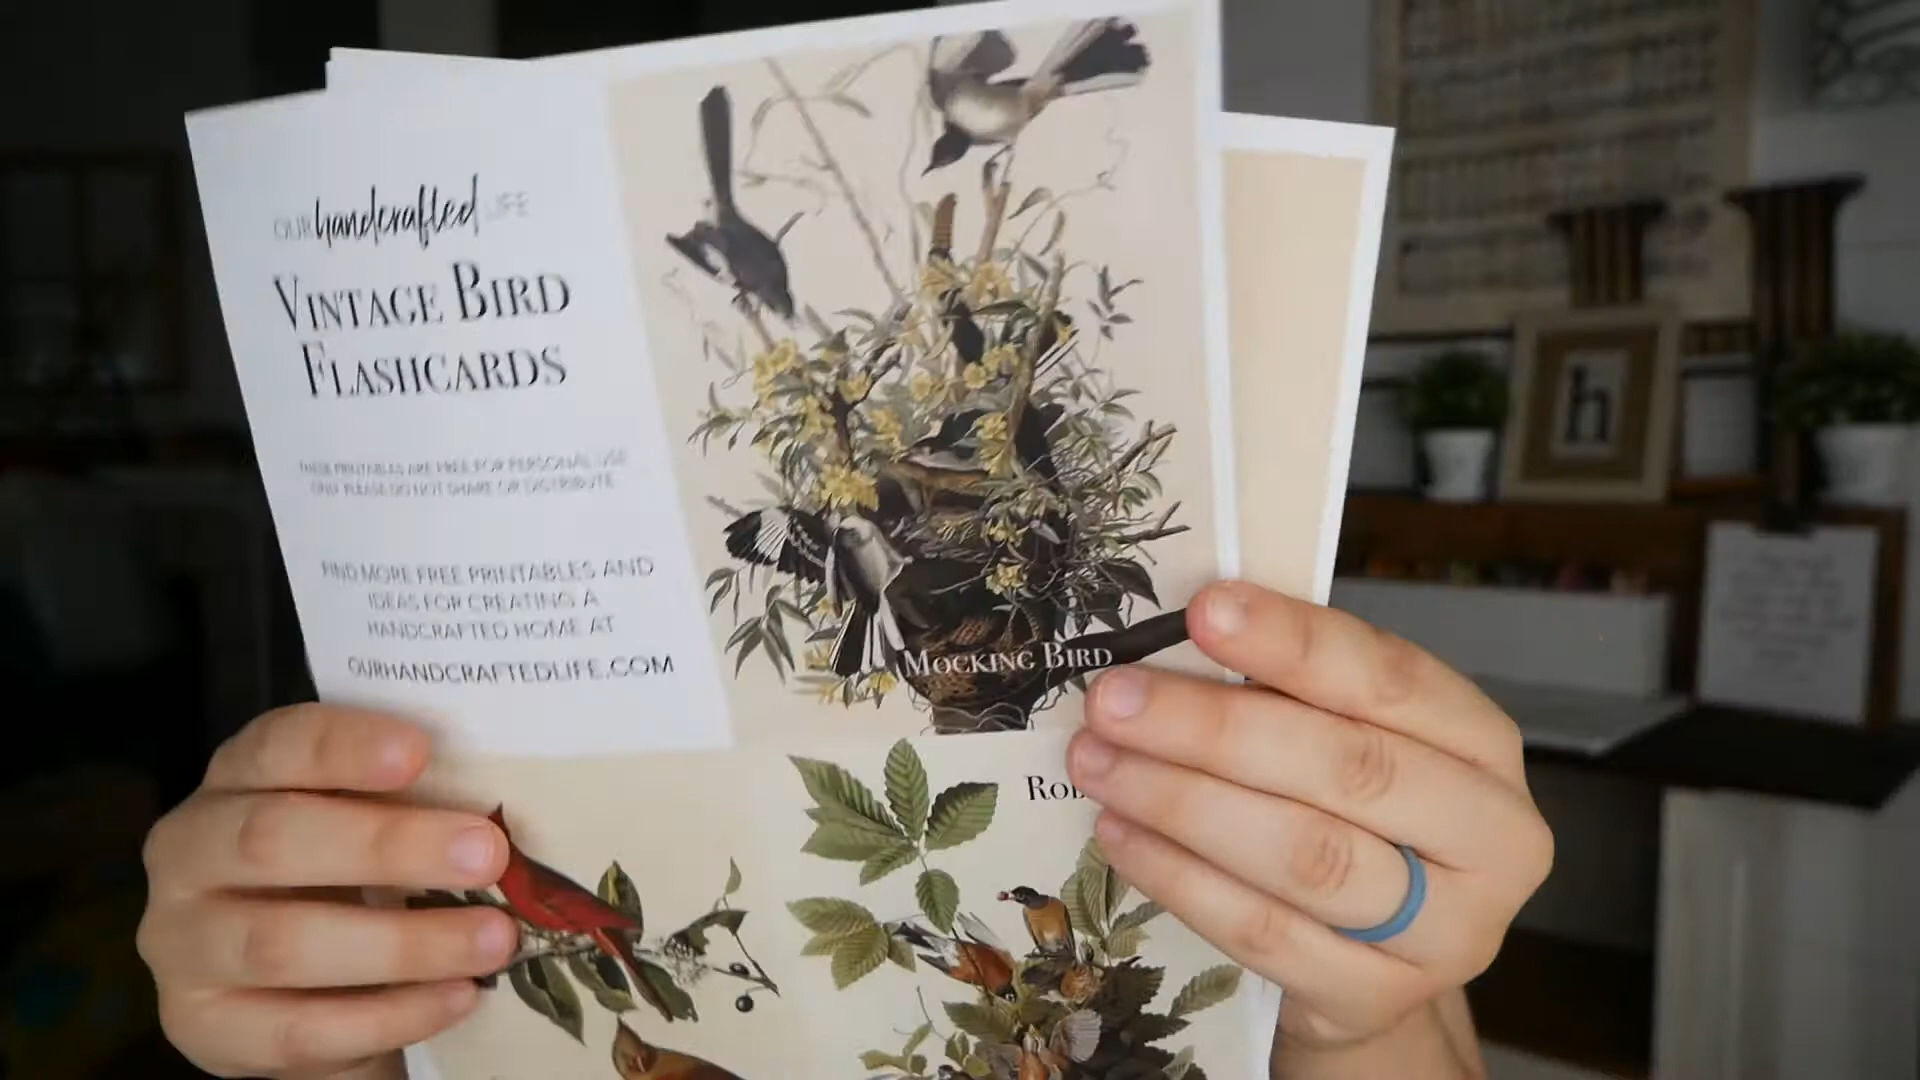 OUR handcrafted LIFE
VINTAGE BIRD
FLASHCARDS
THESE PRINTABLES ARE FREE FOR PERSONAL USE
ONLY. PLEASE DO NOT SHARE OR DISTRIBUTE
FIND MORE FREE PRINTABLES AND
IDEAS FOR CREATING A
HANDCRAFTED HOME AT
OURHANDCRAFTEDLIFE.COM
MOCKING BIRD
h